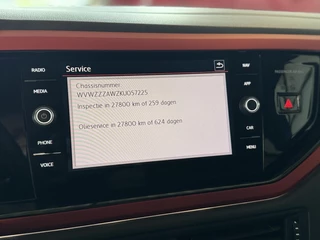 Service
RADIO
MEDIA
PHONE
VOICE
Chassisnummer
WVWZZZAWZKU057225
Inspectie in 27800 km of 259 dagen
Olieservice in 27800 km of 624 dagen
NAV
APP
CAR
MENU